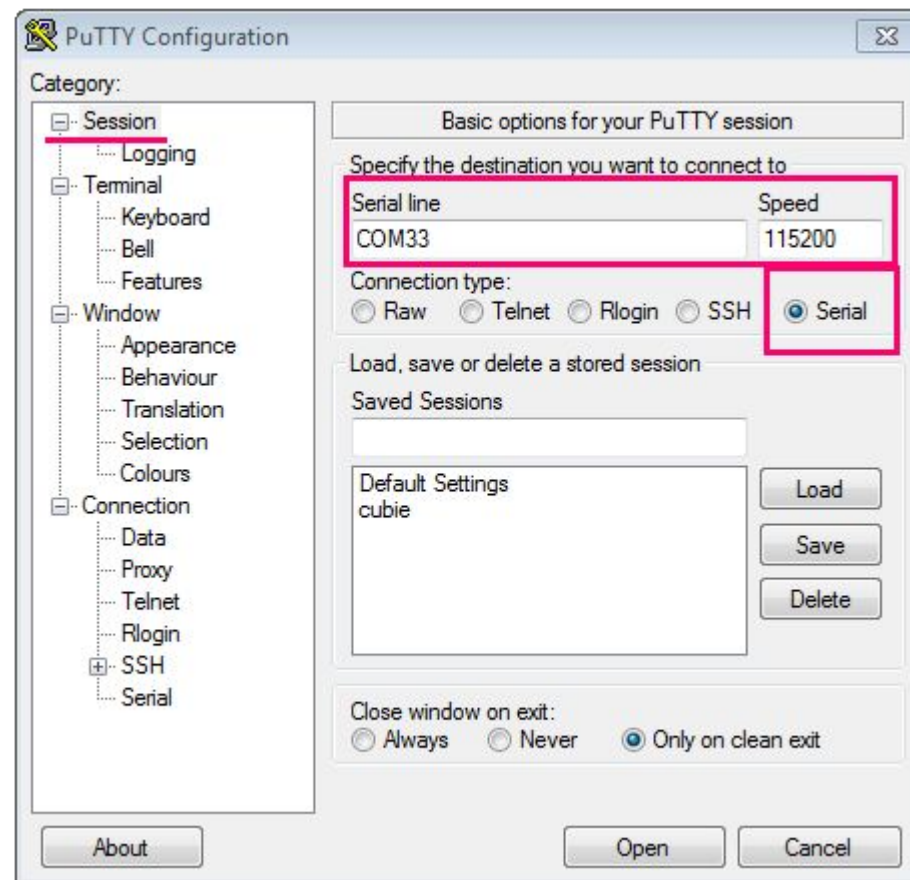 PuTTY Configuration
Category:
Session
Logging
Terminal
Keyboard
Bell
Features
Window
Appearance
Behaviour
Translation
Selection
Colours
Connection
Data
Proxy
Telnet
Rlogin
SSH
Serial
Basic options for your PuTTY session
Specify the destination you want to connect to
Serial line Speed
COM33 115200
Connection type:
Raw Telnet Rlogin SSH Serial
Load, save or delete a stored session
Saved Sessions
Default Settings
cubie
Load
Save
Delete
Close window on exit:
Always Never Only on clean exit
About Open Cancel